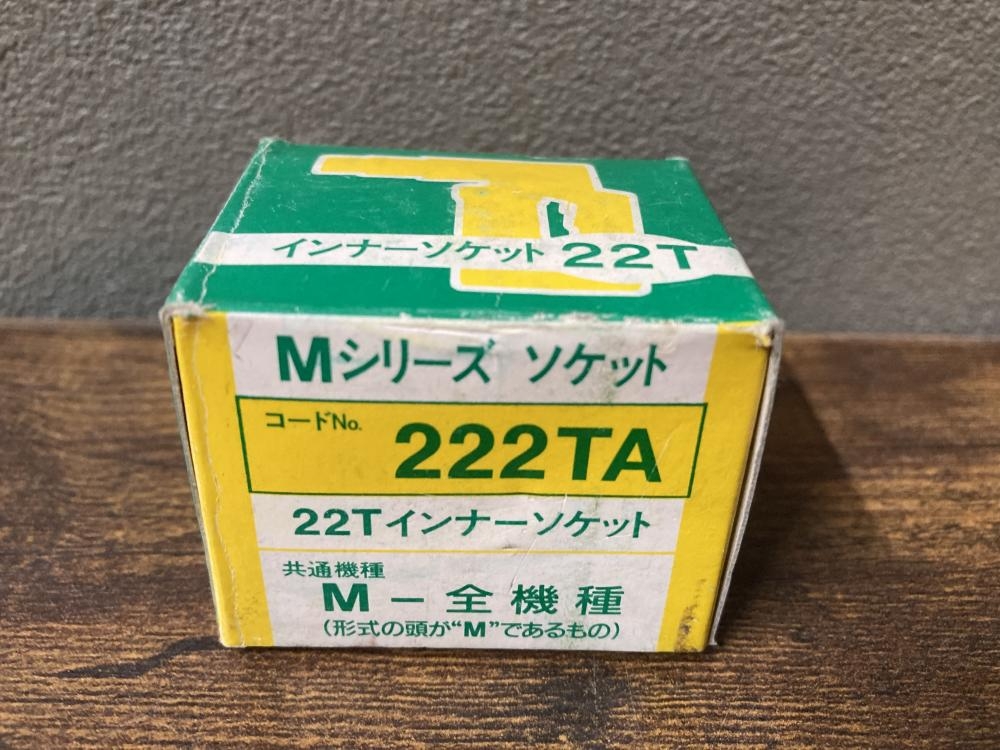 インナーソケット 22T
Mシリーズ ソケット
コードNo. 222TA
22Tインナーソケット
共通機種
M－全機種
(形式の頭が“M”であるもの)